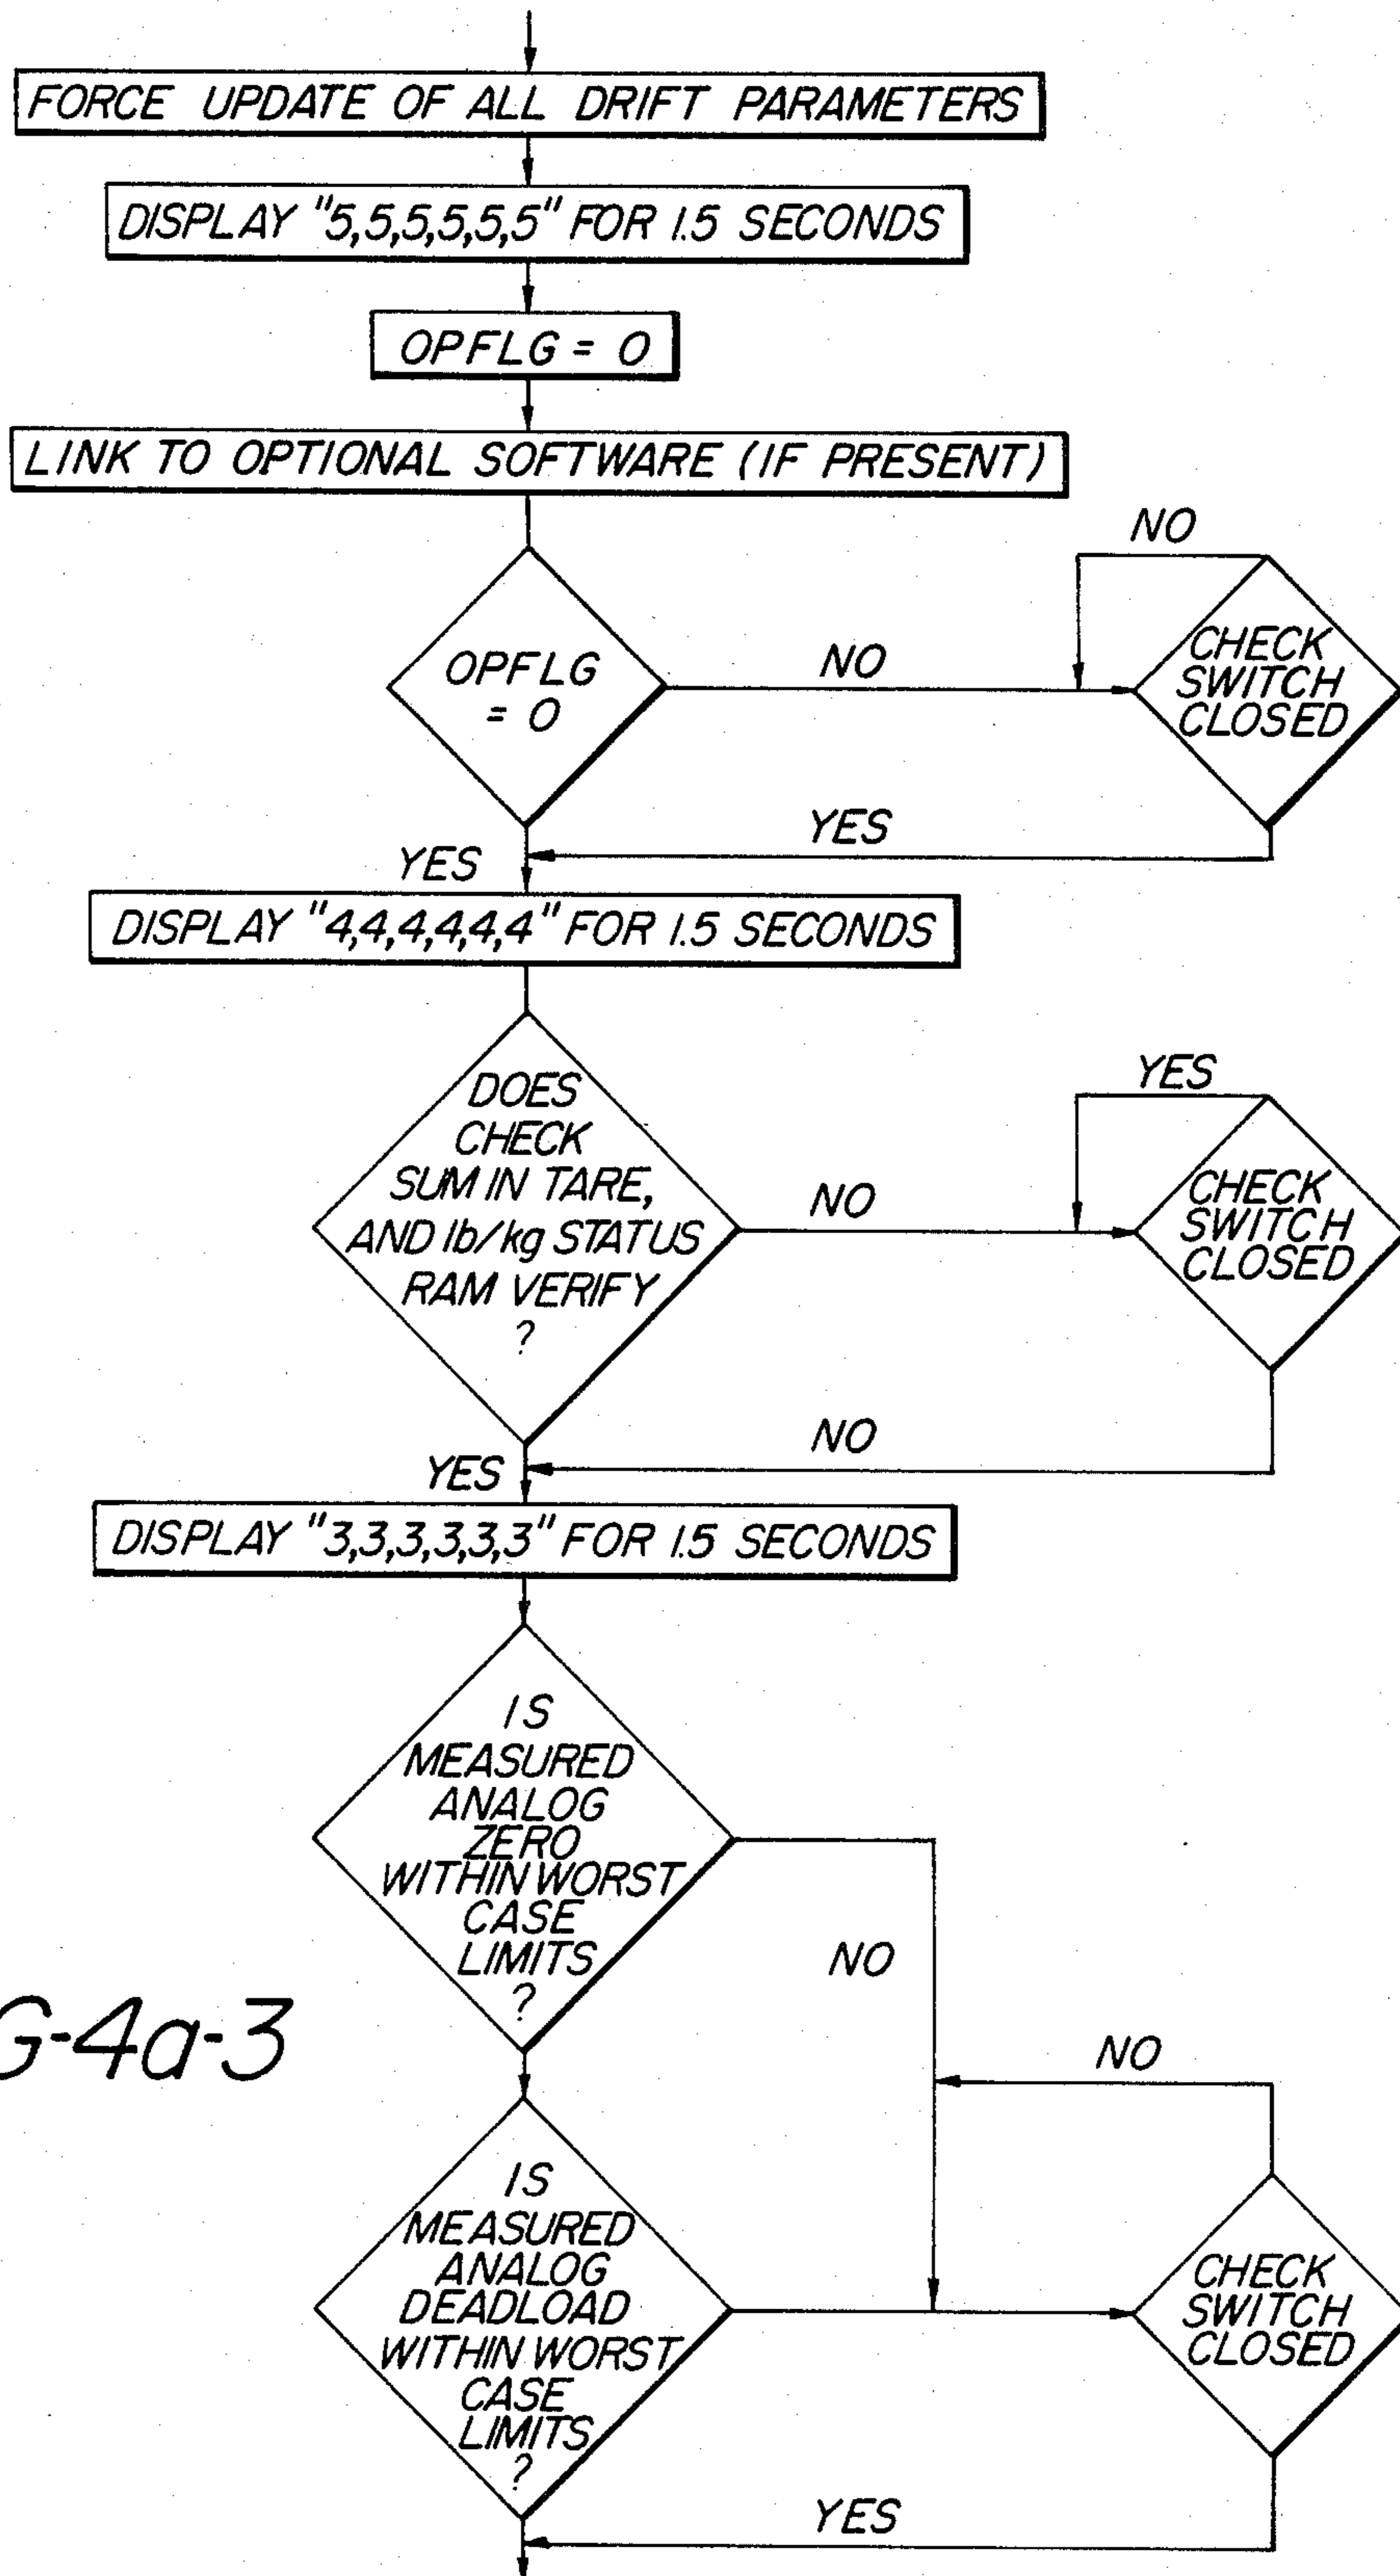 FORCE UPDATE OF ALL DRIFT PARAMETERS
DISPLAY "5,5,5,5,5,5" FOR 1.5 SECONDS
OPFLG = 0
LINK TO OPTIONAL SOFTWARE (IF PRESENT)
NO
OPFLG
= 0
NO
CHECK
SWITCH
CLOSED
YES
YES
DISPLAY "4,4,4,4,4,4" FOR 1.5 SECONDS
YES
DOES
CHECK
SUM IN TARE,
AND lb/kg STATUS
RAM VERIFY
?
NO
CHECK
SWITCH
CLOSED
NO
YES
DISPLAY "3,3,3,3,3,3" FOR 1.5 SECONDS
IS
MEASURED
ANALOG
ZERO
WITHIN WORST
CASE
LIMITS
?
NO
G-4a-3
NO
IS
MEASURED
ANALOG
DEADLOAD
WITHIN WORST
CASE
LIMITS
?
CHECK
SWITCH
CLOSED
YES